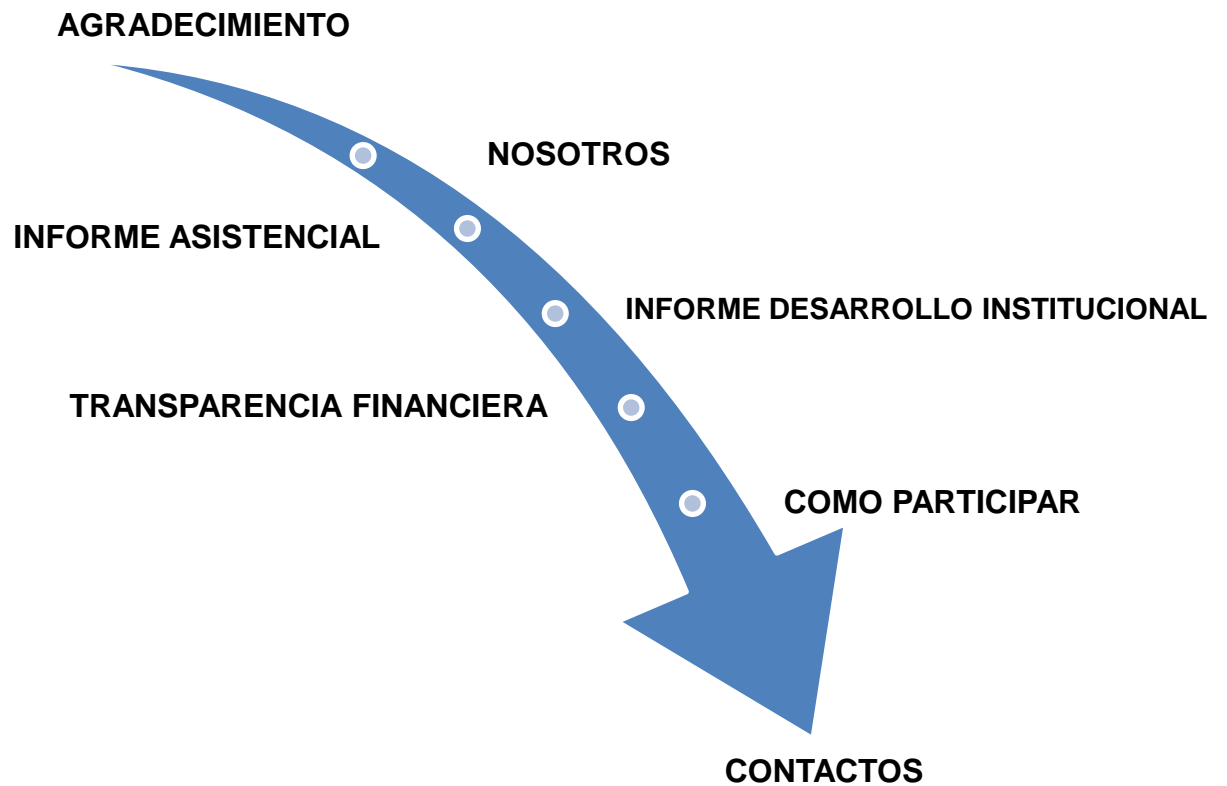 AGRADECIMIENTO
NOSOTROS
INFORME ASISTENCIAL
INFORME DESARROLLO INSTITUCIONAL
TRANSPARENCIA FINANCIERA
COMO PARTICIPAR
CONTACTOS